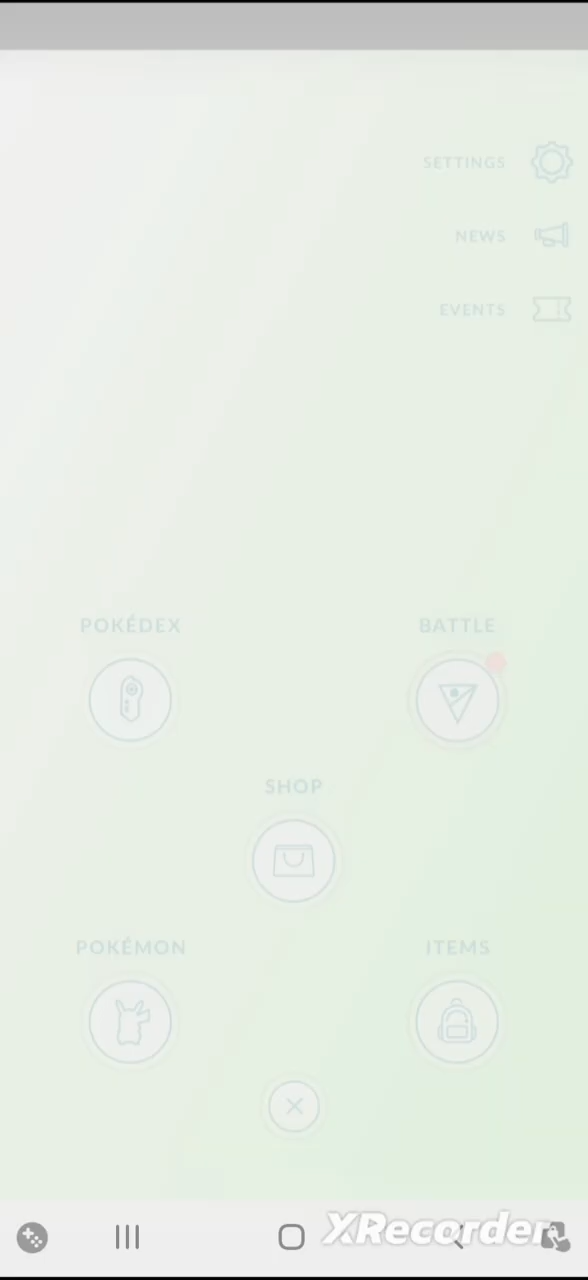 SETTINGS
NEWS
EVENTS
POKÉDEX
BATTLE
SHOP
POKÉMON
ITEMS
XRecorder